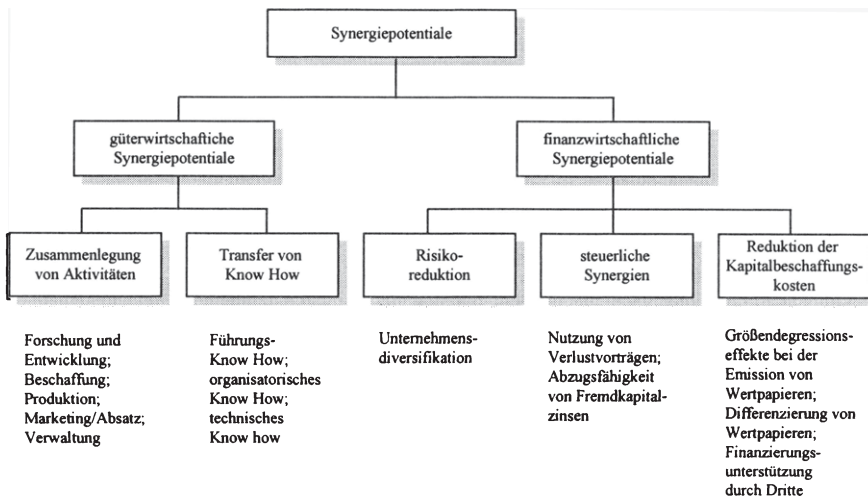 Synergiepotentiale
güterwirtschaftiche
Synergiepotentiale
finanzwirtschaftliche
Synergiepotentiale
Zusammenlegung
von Aktivitäten
Transfer von
Know How
Risiko-
reduktion
steuerliche
Synergien
Reduktion der
Kapitalbeschaffungs-
kosten
Forschung und
Entwicklung;
Beschaffung;
Produktion;
Marketing/Absatz;
Verwaltung
Führungs-
Know How;
organisatorisches
Know How;
technisches
Know how
Unternehmens-
diversifikation
Nutzung von
Verlustvorträgen;
Abzugsfähigkeit
von Fremdkapital-
zinsen
Größendegressions-
effekte bei der
Emission von
Wertpapieren;
Differenzierung von
Wertpapieren;
Finanzierungs-
unterstützung
durch Dritte